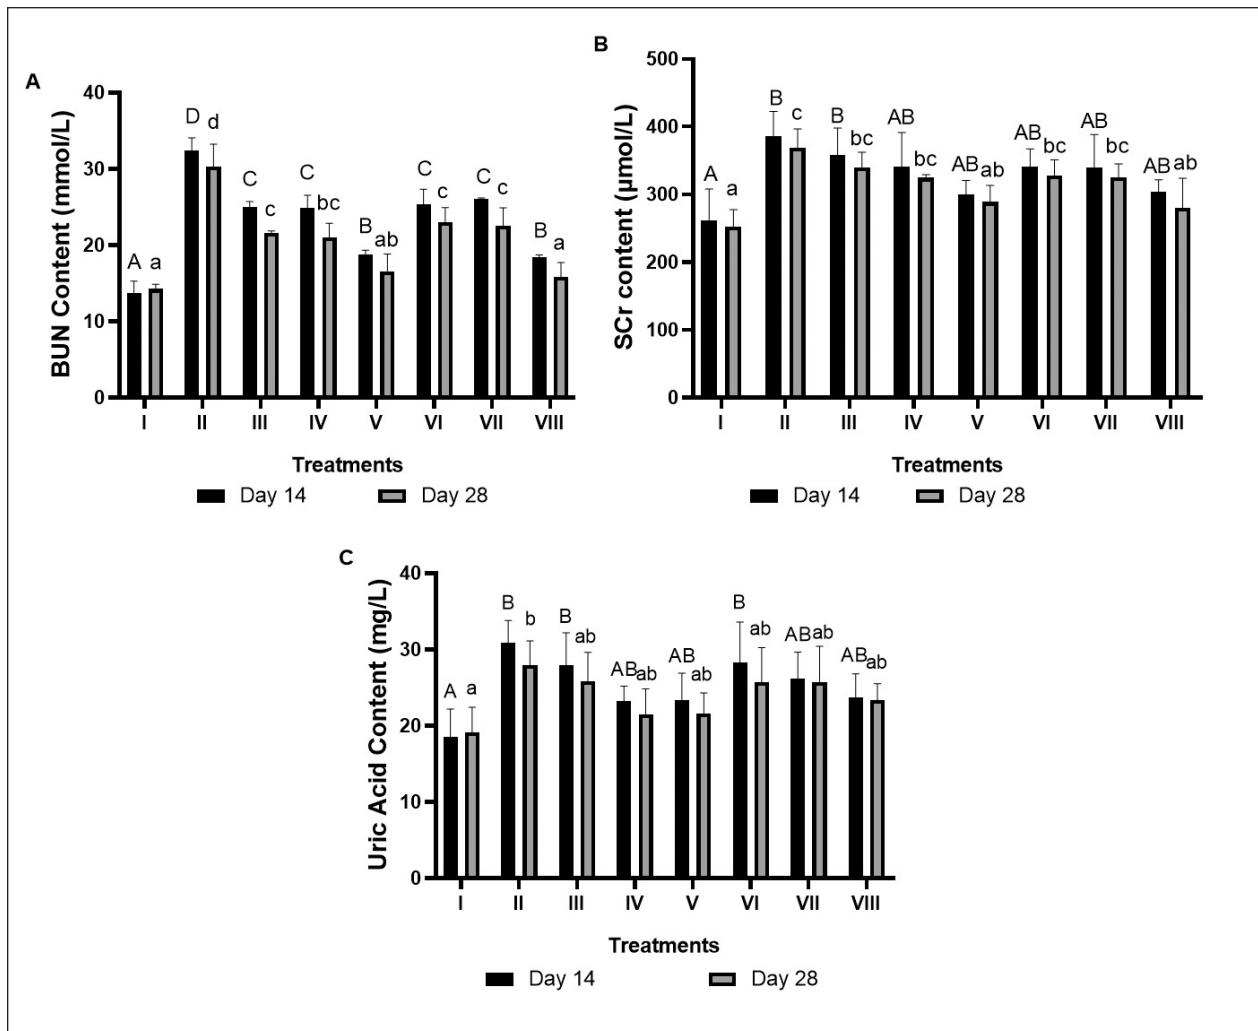 A
BUN Content (mmol/L)
40
30
20
10
0
A a D d C c C bc B ab C c C c B a
I II III IV V VI VII VIII
Treatments
Day 14 Day 28
B
SCr content (µmol/L)
500
400
300
200
100
0
A a B c B bc AB bc AB ab AB bc AB bc AB ab
I II III IV V VI VII VIII
Treatments
Day 14 Day 28
C
Uric Acid Content (mg/L)
40
30
20
10
0
A a B b B ab AB ab AB ab B ab AB ab AB ab
I II III IV V VI VII VIII
Treatments
Day 14 Day 28